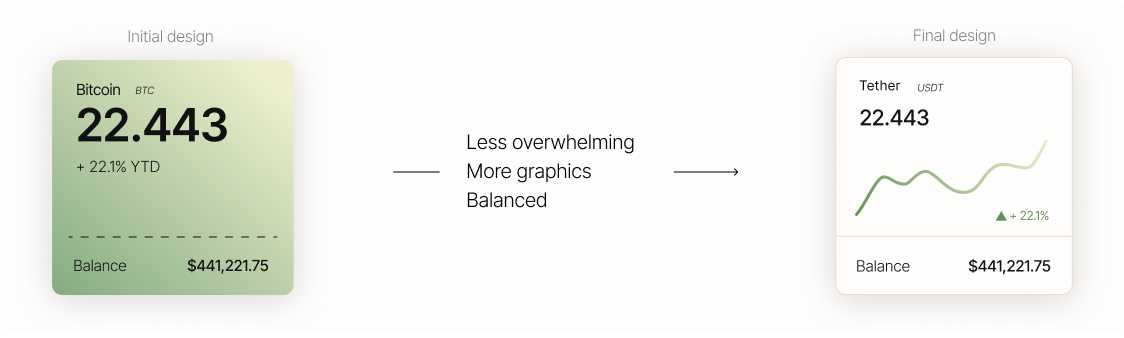 Initial design
Bitcoin BTC
22.443
+ 22.1% YTD
Balance $441,221.75
Less overwhelming
More graphics
Balanced
Final design
Tether USDT
22.443
+ 22.1%
Balance $441,221.75